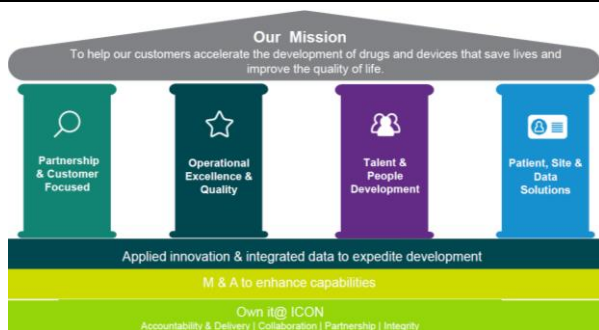 Our Mission
To help our customers accelerate the development of drugs and devices that save lives and
improve the quality of life.
Partnership
& Customer
Focused
Operational
Excellence &
Quality
Talent &
People
Development
Patient, Site &
Data
Solutions
Applied innovation & integrated data to expedite development
M & A to enhance capabilities
Own it@ ICON
Accountability & Delivery | Collaboration | Partnership | Integrity